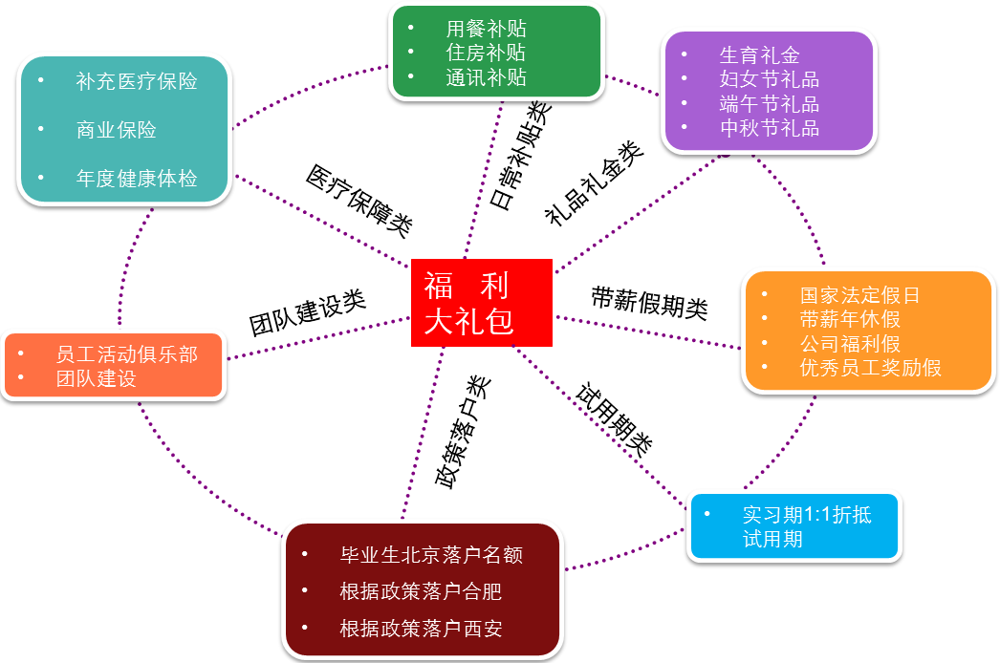 用餐补贴
住房补贴
通讯补贴
生育礼金
妇女节礼品
端午节礼品
中秋节礼品
补充医疗保险
商业保险
年度健康体检
日常补贴类
礼品礼金类
医疗保障类
福 利
大礼包
带薪假期类
国家法定假日
带薪年休假
公司福利假
优秀员工奖励假
团队建设类
员工活动俱乐部
团队建设
政策落户类
试用期类
实习期1:1折抵
试用期
毕业生北京落户名额
根据政策落户合肥
根据政策落户西安